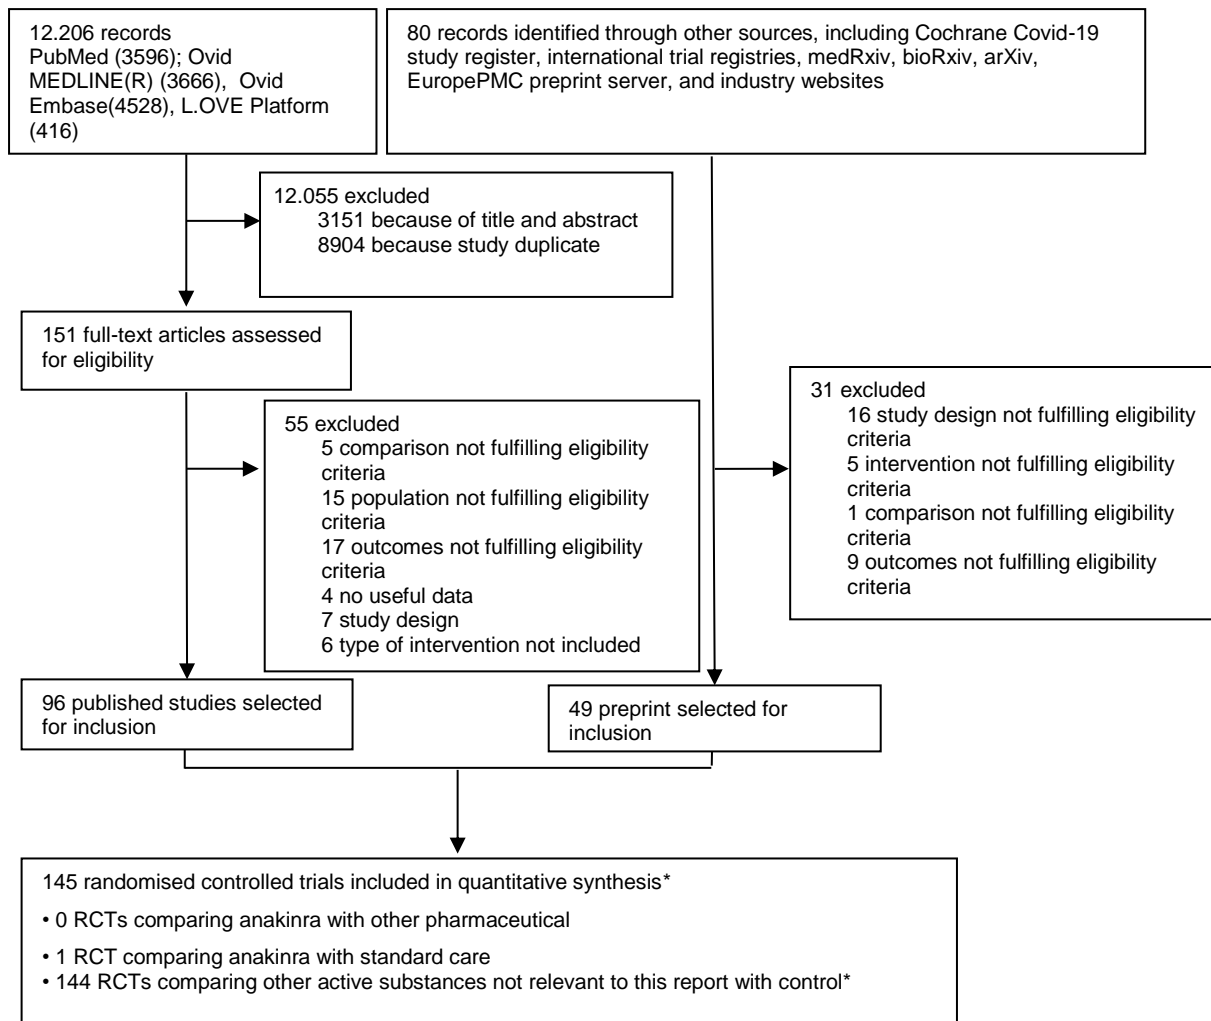 12.206 records
PubMed (3596); Ovid
MEDLINE(R) (3666), Ovid
Embase(4528), L.OVE Platform
(416)
80 records identified through other sources, including Cochrane Covid-19
study register, international trial registries, medRxiv, bioRxiv, arXiv,
EuropePMC preprint server, and industry websites
12.055 excluded
3151 because of title and abstract
8904 because study duplicate
151 full-text articles assessed
for eligibility
55 excluded
5 comparison not fulfilling eligibility
criteria
15 population not fulfilling eligibility
criteria
17 outcomes not fulfilling eligibility
criteria
4 no useful data
7 study design
6 type of intervention not included
31 excluded
16 study design not fulfilling eligibility
criteria
5 intervention not fulfilling eligibility
criteria
1 comparison not fulfilling eligibility
criteria
9 outcomes not fulfilling eligibility
criteria
96 published studies selected
for inclusion
49 preprint selected for
inclusion
145 randomised controlled trials included in quantitative synthesis*
• 0 RCTs comparing anakinra with other pharmaceutical
• 1 RCT comparing anakinra with standard care
• 144 RCTs comparing other active substances not relevant to this report with control*